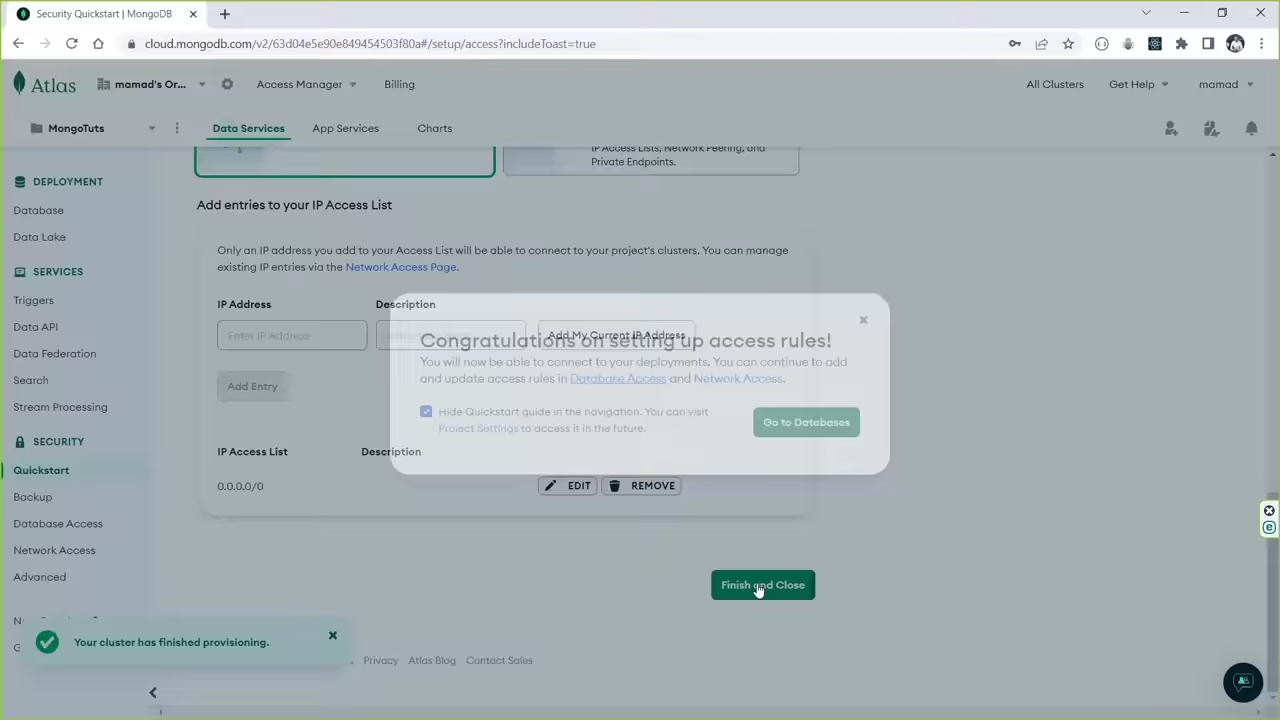 Security Quickstart | MongoDB
cloud.mongodb.com/v2/63d04e5e90e849454503f80a#/setup/access?includeToast=true
Atlas
mamad's Or...
Access Manager
Billing
All Clusters
Get Help
mamad
MongoTuts
Data Services
App Services
Charts
IP Access Lists, Network Peering, and
Private Endpoints.
DEPLOYMENT
Database
Data Lake
SERVICES
Triggers
Data API
Data Federation
Search
Stream Processing
SECURITY
Quickstart
Backup
Database Access
Network Access
Advanced
Add entries to your IP Access List
Only an IP address you add to your Access List will be able to connect to your project's clusters. You can manage
existing IP entries via the Network Access Page.
IP Address
Description
Enter IP Address
Add My Current IP Address
Add Entry
Congratulations on setting up access rules!
You will now be able to connect to your deployments. You can continue to add
and update access rules in Database Access and Network Access.
Hide Quickstart guide in the navigation. You can visit
Project Settings to access it in the future.
Go to Databases
IP Access List
Description
0.0.0.0/0
EDIT
REMOVE
Finish and Close
Your cluster has finished provisioning.
Privacy
Atlas Blog
Contact Sales